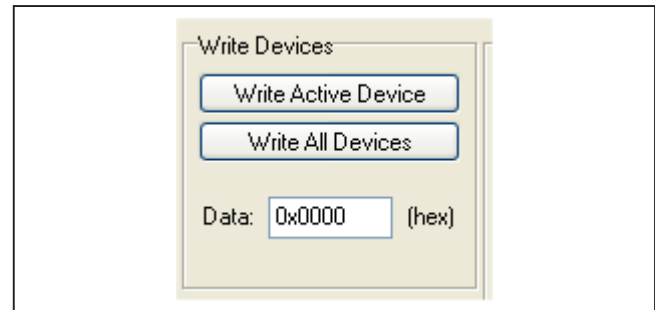 Write Devices
Write Active Device
Write All Devices
Data: 0x0000 (hex)